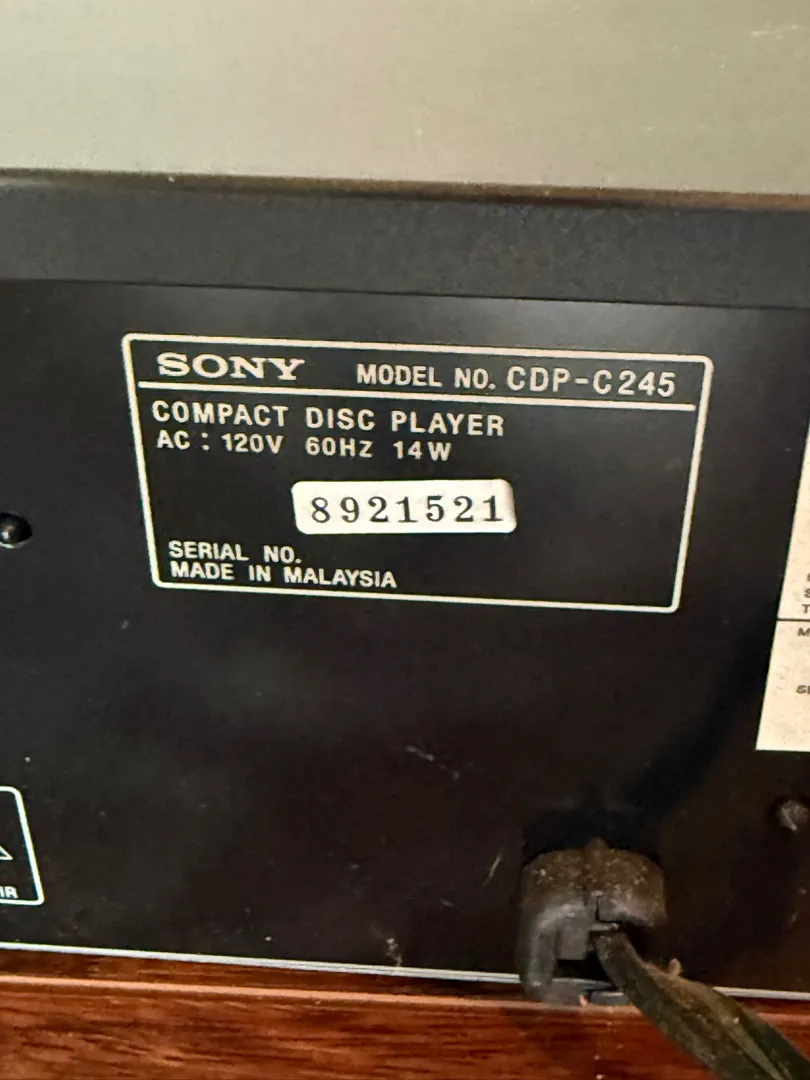 SONY MODEL NO. CDP-C245
COMPACT DISC PLAYER
AC : 120V 60HZ 14W
8921521
SERIAL NO.
MADE IN MALAYSIA